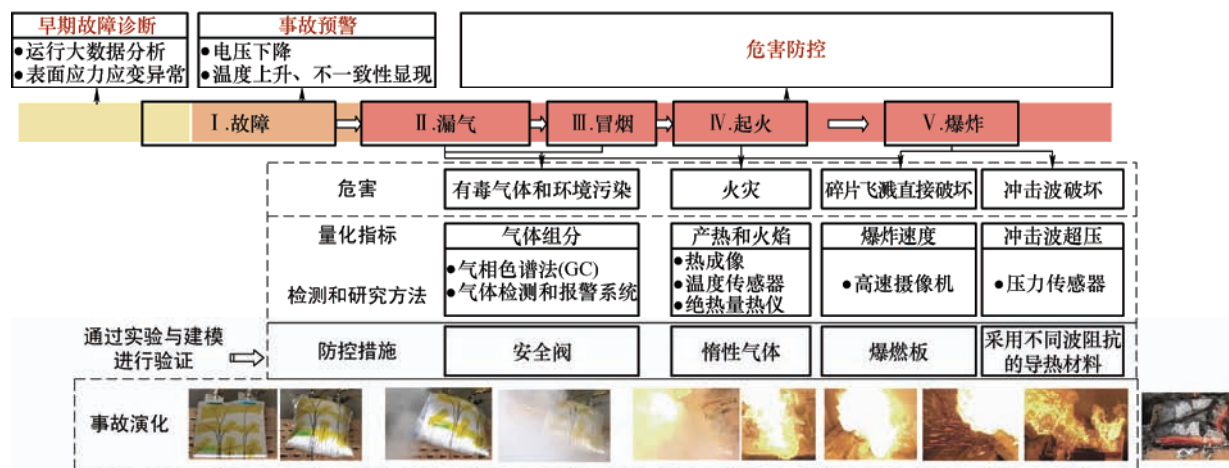 早期故障诊断
●运行大数据分析
●表面应力应变异常
事故预警
●电压下降
●温度上升、不一致性显现
危害防控
Ⅰ.故障
Ⅱ.漏气
Ⅲ.冒烟
Ⅳ.起火
Ⅴ.爆炸
危害
有毒气体和环境污染
火灾
碎片飞溅直接破坏
冲击波破坏
量化指标
气体组分
产热和火焰
爆炸速度
冲击波超压
检测和研究方法
●气相色谱法(GC)
●气体检测和报警系统
●热成像
●温度传感器
●绝热量热仪
●高速摄像机
●压力传感器
通过实验与建模
进行验证
防控措施
安全阀
惰性气体
爆燃板
采用不同波阻抗
的导热材料
事故演化